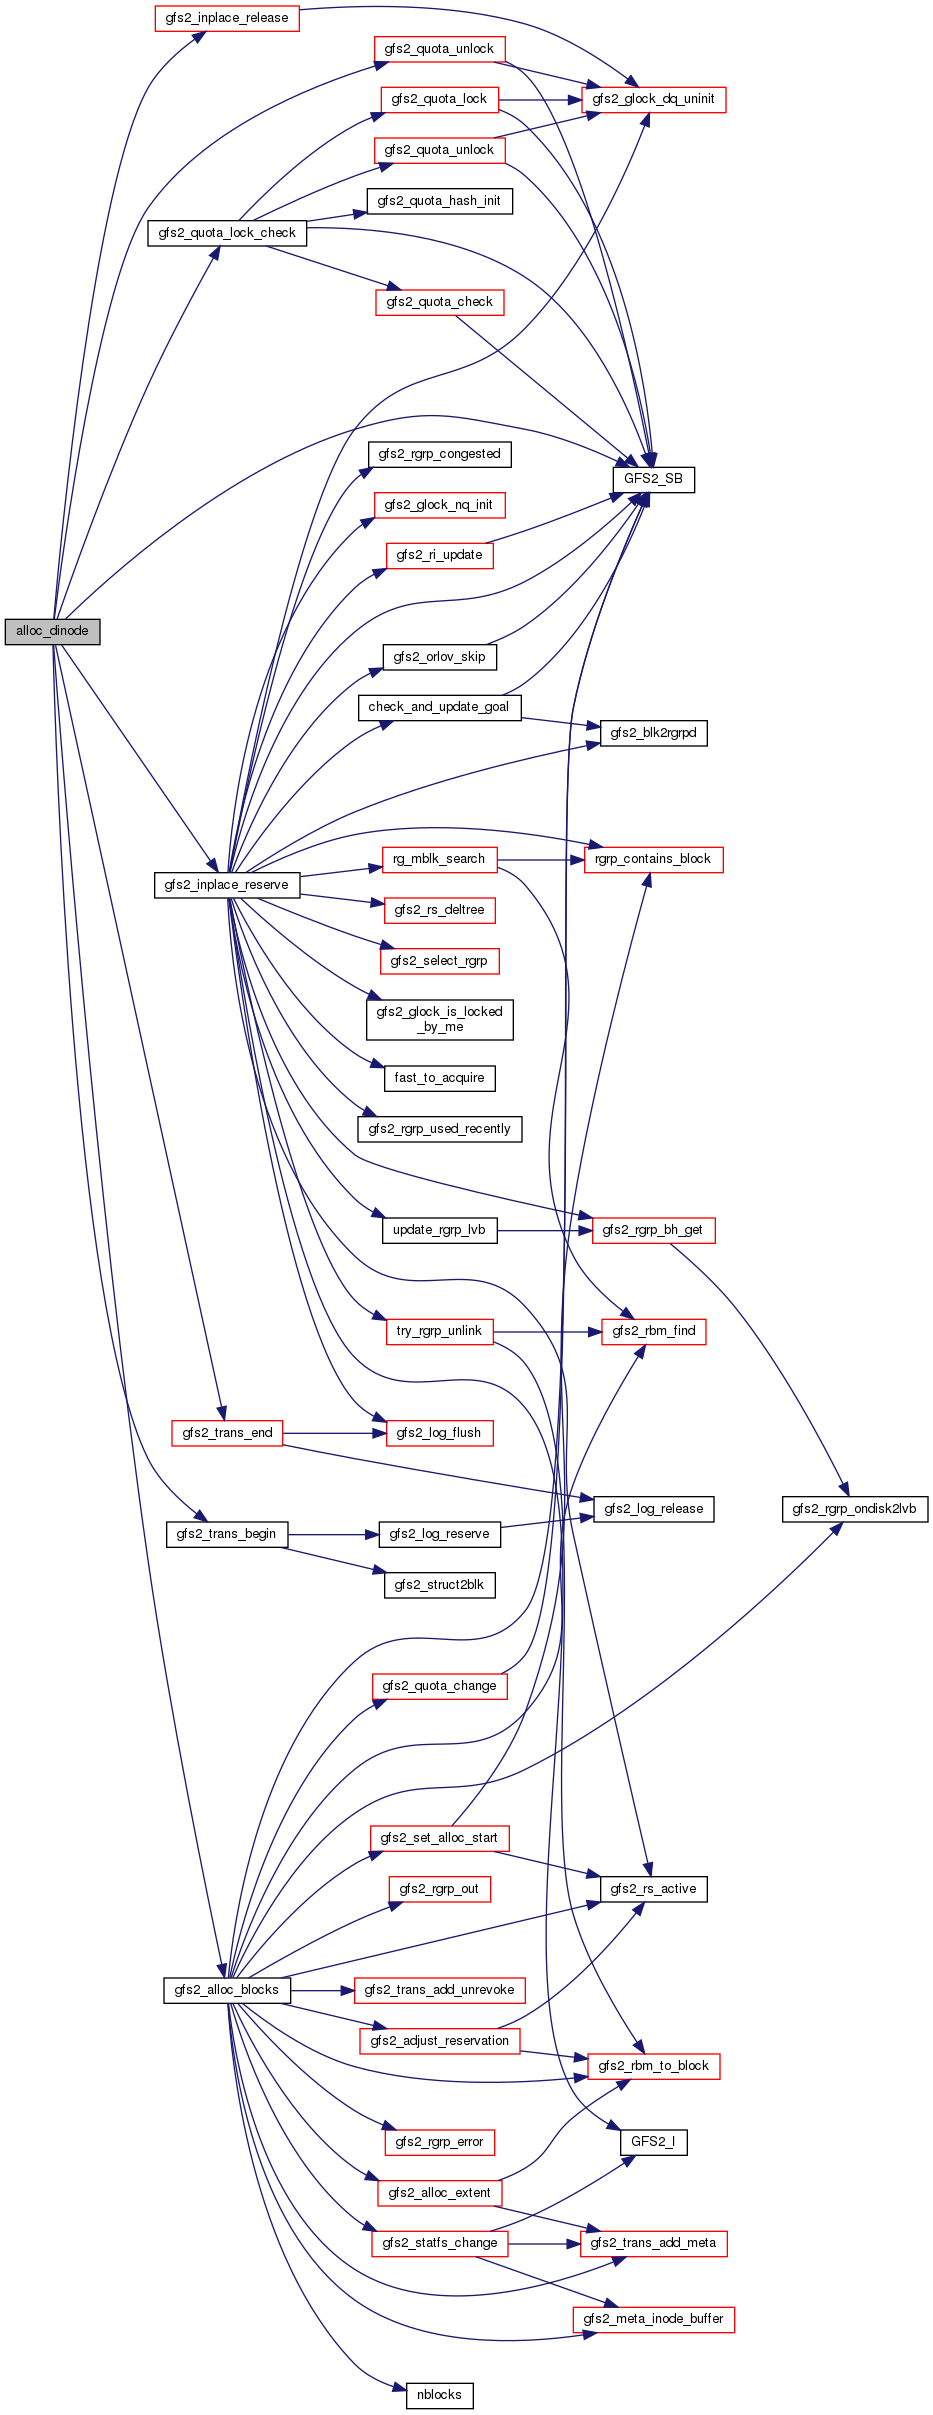 gfs2_inplace_release
gfs2_quota_unlock
gfs2_quota_lock
gfs2_glock_dq_uninit
gfs2_quota_unlock
gfs2_quota_hash_init
gfs2_quota_lock_check
gfs2_quota_check
gfs2_rgrp_congested
GFS2_SB
gfs2_glock_nq_init
gfs2_ri_update
alloc_dinode
gfs2_orlov_skip
check_and_update_goal
gfs2_blk2rgrpd
rg_mblk_search
rgrp_contains_block
gfs2_inplace_reserve
gfs2_rs_deltree
gfs2_select_rgrp
gfs2_glock_is_locked
_by_me
fast_to_acquire
gfs2_rgrp_used_recently
update_rgrp_lvb
gfs2_rgrp_bh_get
try_rgrp_unlink
gfs2_rbm_find
gfs2_trans_end
gfs2_log_flush
gfs2_log_release
gfs2_rgrp_ondisk2lvb
gfs2_trans_begin
gfs2_log_reserve
gfs2_struct2blk
gfs2_quota_change
gfs2_set_alloc_start
gfs2_rgrp_out
gfs2_rs_active
gfs2_alloc_blocks
gfs2_trans_add_unrevoke
gfs2_adjust_reservation
gfs2_rbm_to_block
gfs2_rgrp_error
GFS2_I
gfs2_alloc_extent
gfs2_statfs_change
gfs2_trans_add_meta
gfs2_meta_inode_buffer
nblocks